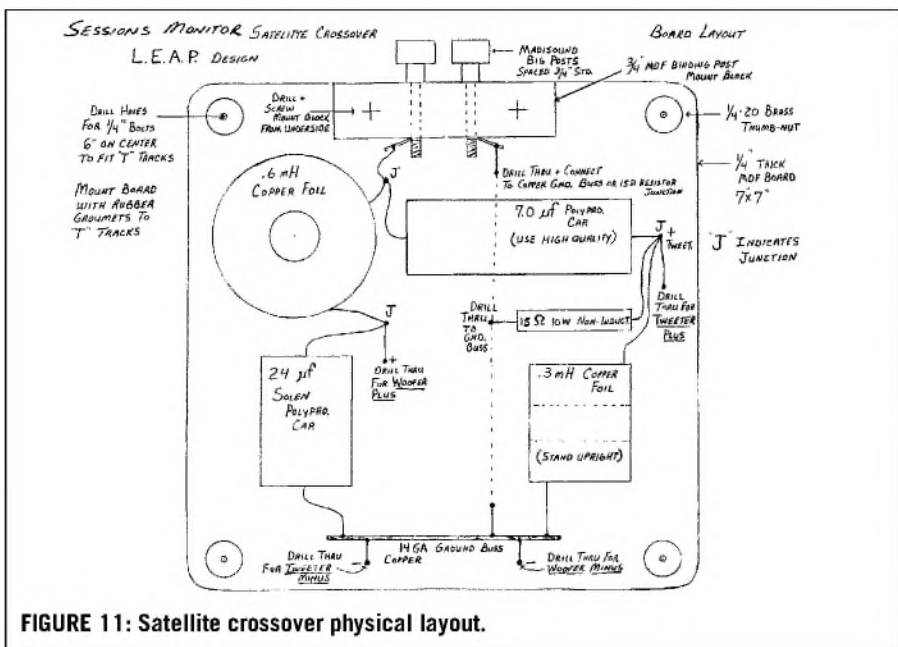 SESSIONS MONITOR SATELLITE CROSSOVER
L.E.A.P. DESIGN
MADISOUND
BIG POSTS
SPACED 3/4" STD.
BOARD LAYOUT
3/4" MDF BINDING POST
MOUNT BLOCK
DRILL HOLES
FOR 1/4" BOLTS
6" ON CENTER
TO FIT "T" TRACKS
MOUNT BOARD
WITH RUBBER
GROUMETS TO
"T" TRACKS
DRILL +
SCREW
MOUNT BLOCK
FROM UNDERSIDE
1/4-20 BRASS
THUMB-NUT
1/4" THICK
MDF BOARD
7"x7"
"J" INDICATES
JUNCTION
.6 mH
COPPER FOIL
J
DRILL THRU + CONNECT
TO COPPER GND. BUSS OR 15Ω RESISTOR
JUNCTION
7.0 µf POLYPRO.
CAR
(USE HIGH QUALITY)
J
+
TWEET.
DRILL
THRU FOR
TWEETER
PLUS
DRILL
THRU
TO
GND.
BUSS
15 Ω 10W NON-INDUCT.
J
+
DRILL THRU
FOR WOOFER
PLUS
24 µf
SOLEN
POLYPRO.
CAR
.3 mH COPPER
FOIL
(STAND UPRIGHT)
14 GA GROUND BUSS
COPPER
DRILL THRU
FOR TWEETER
MINUS
-
DRILL THRU FOR
WOOFER MINUS
-
FIGURE 11: Satellite crossover physical layout.